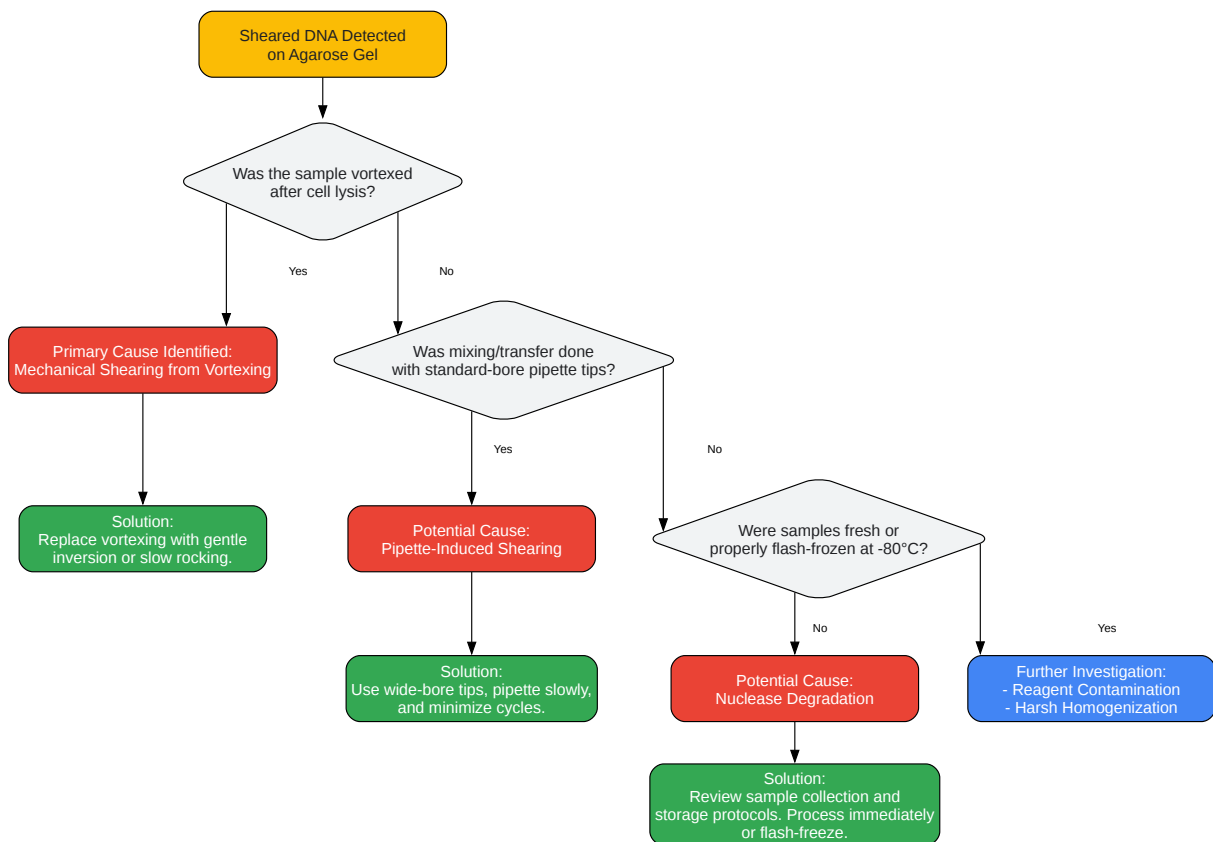 Sheared DNA Detected
on Agarose Gel
Was the sample vortexed
after cell lysis?
Yes
No
Primary Cause Identified:
Mechanical Shearing from Vortexing
Was mixing/transfer done
with standard-bore pipette tips?
Yes
No
Solution:
Replace vortexing with gentle
inversion or slow rocking.
Potential Cause:
Pipette-Induced Shearing
Were samples fresh or
properly flash-frozen at -80°C?
No
Yes
Solution:
Use wide-bore tips, pipette slowly,
and minimize cycles.
Potential Cause:
Nuclease Degradation
Further Investigation:
- Reagent Contamination
- Harsh Homogenization
Solution:
Review sample collection and
storage protocols. Process immediately
or flash-freeze.